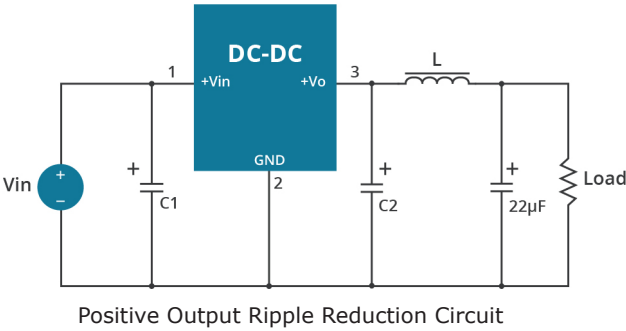 DC-DC
L
1
+Vin
+Vo
3
GND
2
Vin
+
−
+
C1
+
C2
+
22µF
Load
Positive Output Ripple Reduction Circuit